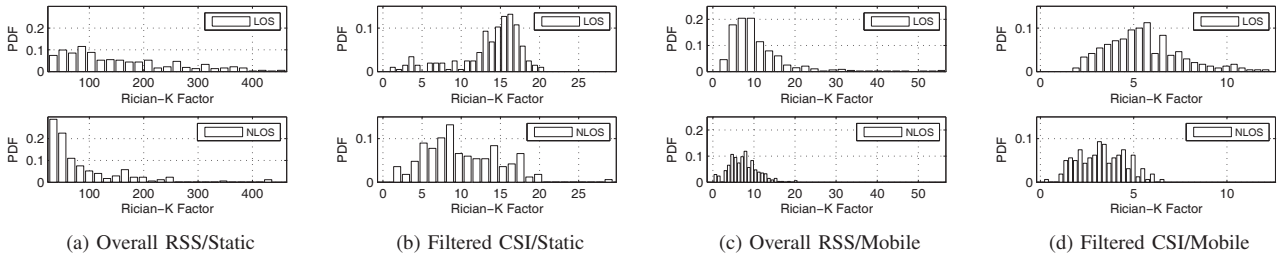 PDF
0.2
0.1
0
LOS
100
200
300
400
Rician−K Factor
PDF
0.2
0.1
0
NLOS
100
200
300
400
Rician−K Factor
(a) Overall RSS/Static
PDF
0.1
0
LOS
0
5
10
15
20
25
Rician−K Factor
PDF
0.1
0
NLOS
0
5
10
15
20
25
Rician−K Factor
(b) Filtered CSI/Static
PDF
0.2
0.1
0
LOS
0
10
20
30
40
50
Rician−K Factor
PDF
0.2
0.1
0
NLOS
0
10
20
30
40
50
Rician−K Factor
(c) Overall RSS/Mobile
PDF
0.1
0
LOS
0
5
10
Rician−K Factor
PDF
0.1
0
NLOS
0
5
10
Rician−K Factor
(d) Filtered CSI/Mobile